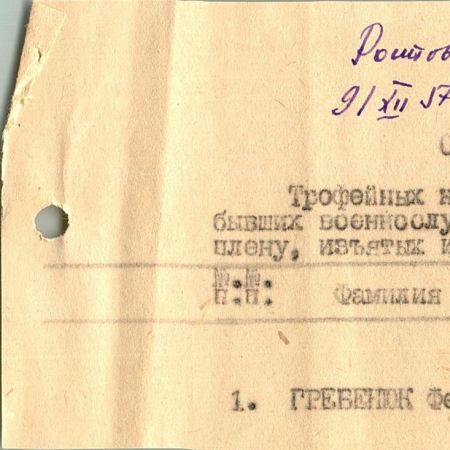 Ростов
9/XII 57
С
Трофейных к
бывших военнослу
плену, изъятых и
№.№.
п.п: Фамилия
1. ГРЕБЕНЮК Фе